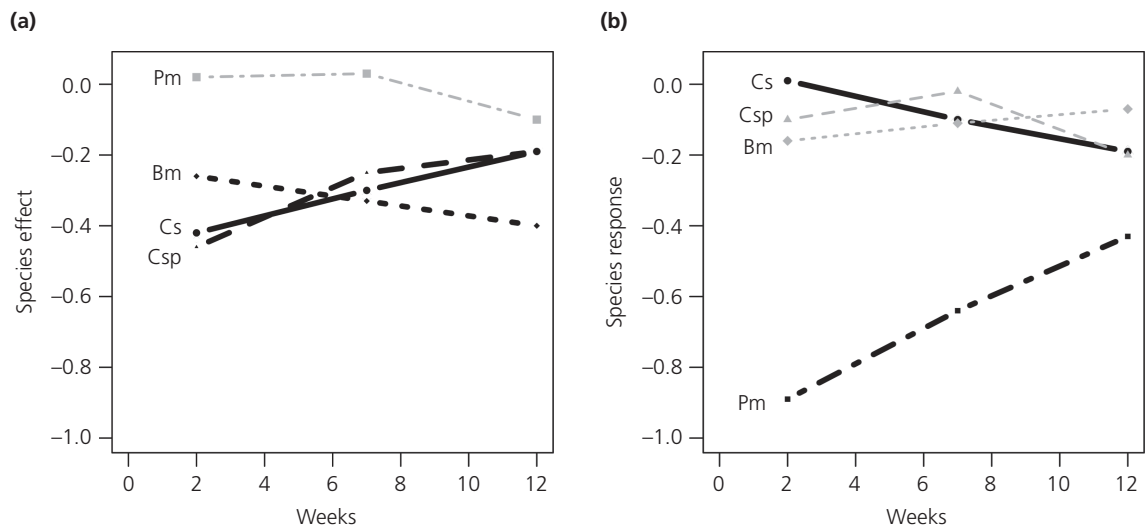 (a)
0.0
–0.2
–0.4
–0.6
–0.8
–1.0
Species effect
Pm
Bm
Cs
Csp
0 2 4 6 8 10 12
Weeks
(b)
0.0
–0.2
–0.4
–0.6
–0.8
–1.0
Species response
Cs
Csp
Bm
Pm
0 2 4 6 8 10 12
Weeks